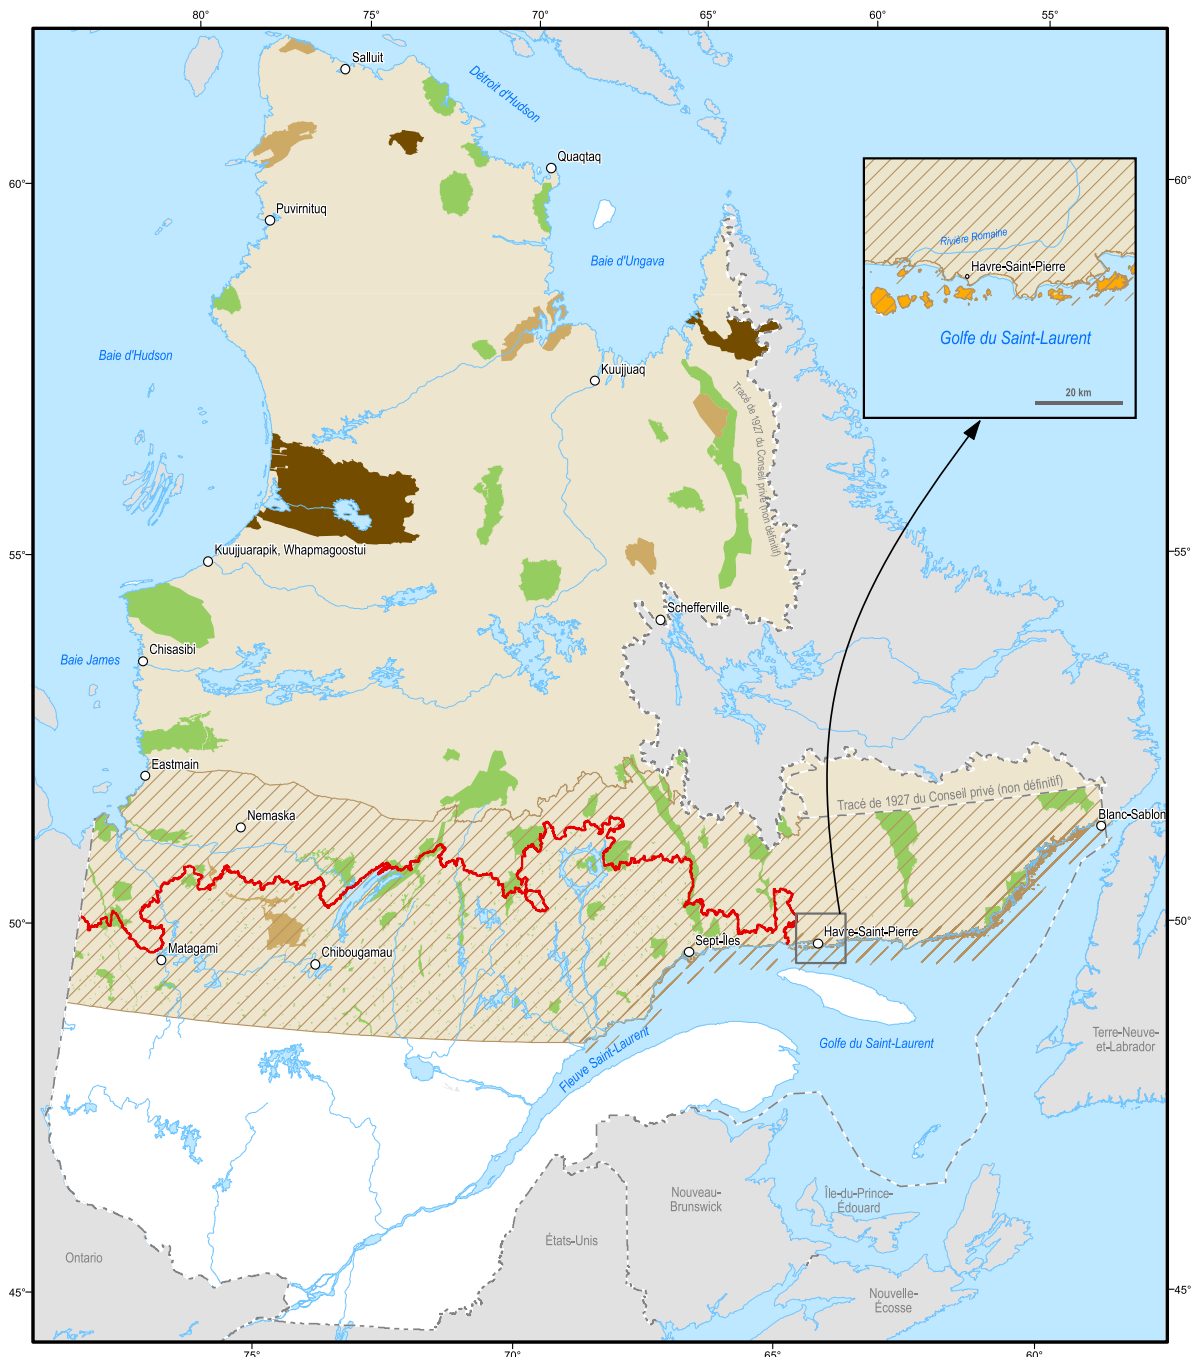 80°
75°
70°
65°
60°
55°
Salluit
Détroit d'Hudson
Quaqtaq
60°
60°
Puvirnituq
Baie d'Ungava
Rivière Romaine
Havre-Saint-Pierre
Golfe du Saint-Laurent
20 km
Baie d'Hudson
Kuujjuaq
Tracé de 1927 du Conseil privé (non définitif)
55°
55°
Kuujjuarapik, Whapmagoostui
Schefferville
Chisasibi
Baie James
Eastmain
Tracé de 1927 du Conseil privé (non définitif)
Nemaska
Blanc-Sablon
50°
50°
Matagami
Chibougamau
Sept-Îles
Havre-Saint-Pierre
Fleuve Saint-Laurent
Golfe du Saint-Laurent
Terre-Neuve-
et-Labrador
Nouveau-
Brunswick
Île-du-Prince-
Édouard
États-Unis
Ontario
Nouvelle-
Écosse
45°
45°
75°
70°
65°
60°